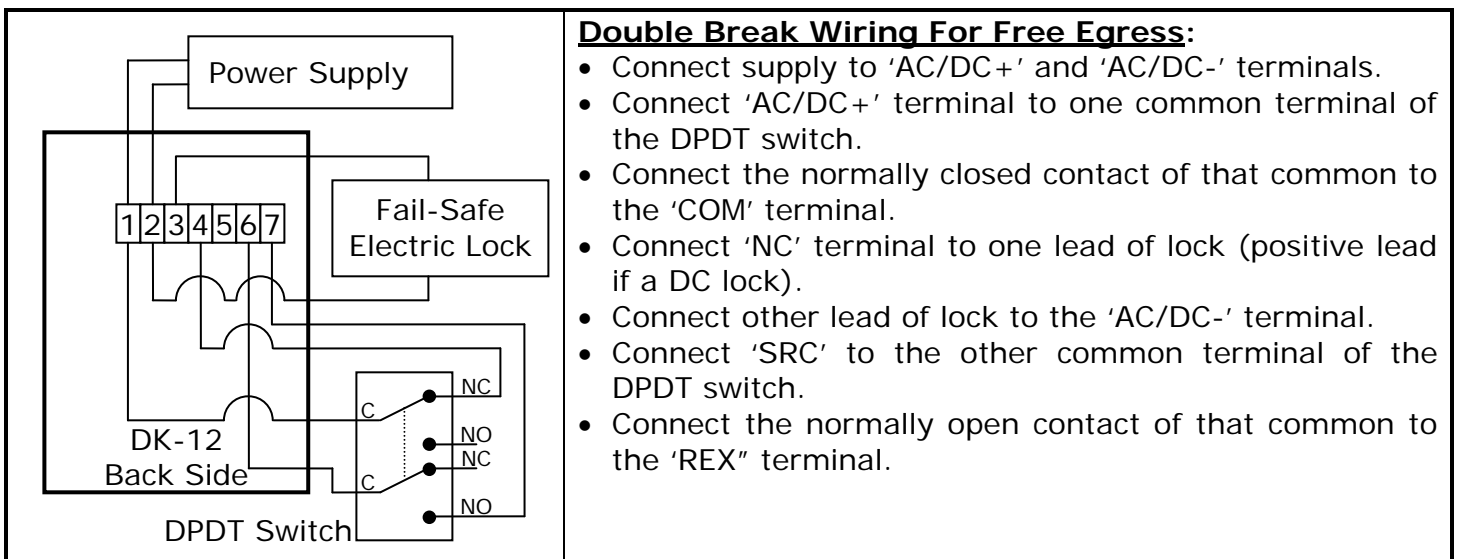 Power Supply
1 2 3 4 5 6 7
Fail-Safe
Electric Lock
NC
C
NO
NC
C
NO
DK-12
Back Side
DPDT Switch
Double Break Wiring For Free Egress:
• Connect supply to ‘AC/DC+’ and ‘AC/DC-’ terminals.
• Connect ‘AC/DC+’ terminal to one common terminal of
the DPDT switch.
• Connect the normally closed contact of that common to
the ‘COM’ terminal.
• Connect ‘NC’ terminal to one lead of lock (positive lead
if a DC lock).
• Connect other lead of lock to the ‘AC/DC-’ terminal.
• Connect ‘SRC’ to the other common terminal of the
DPDT switch.
• Connect the normally open contact of that common to
the ‘REX” terminal.